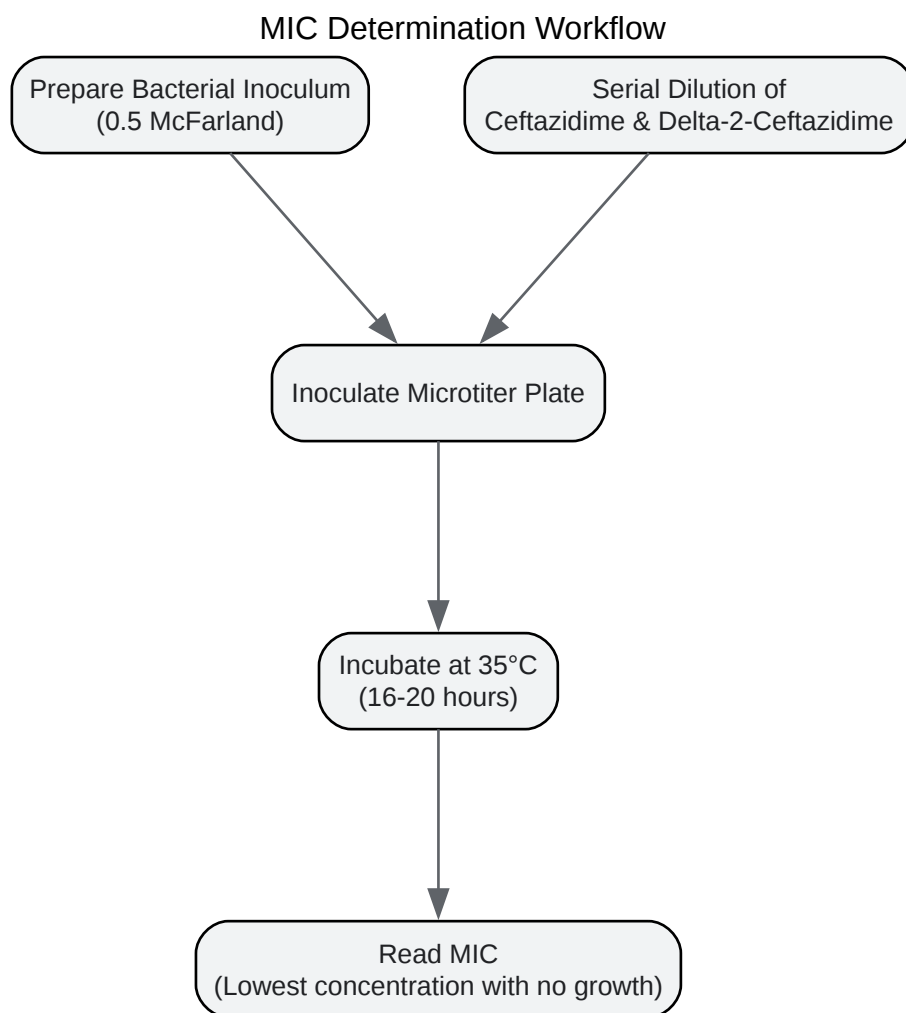 MIC Determination Workflow
Prepare Bacterial Inoculum
(0.5 McFarland)
Serial Dilution of
Ceftazidime & Delta-2-Ceftazidime
Inoculate Microtiter Plate
Incubate at 35°C
(16-20 hours)
Read MIC
(Lowest concentration with no growth)